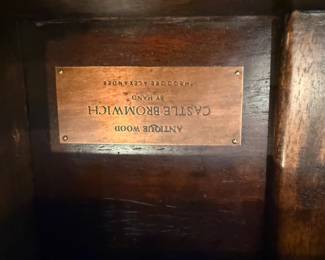 ANTIQUE WOOD
CASTLE BROMWICH
BY HAND
THEODORE ALEXANDER